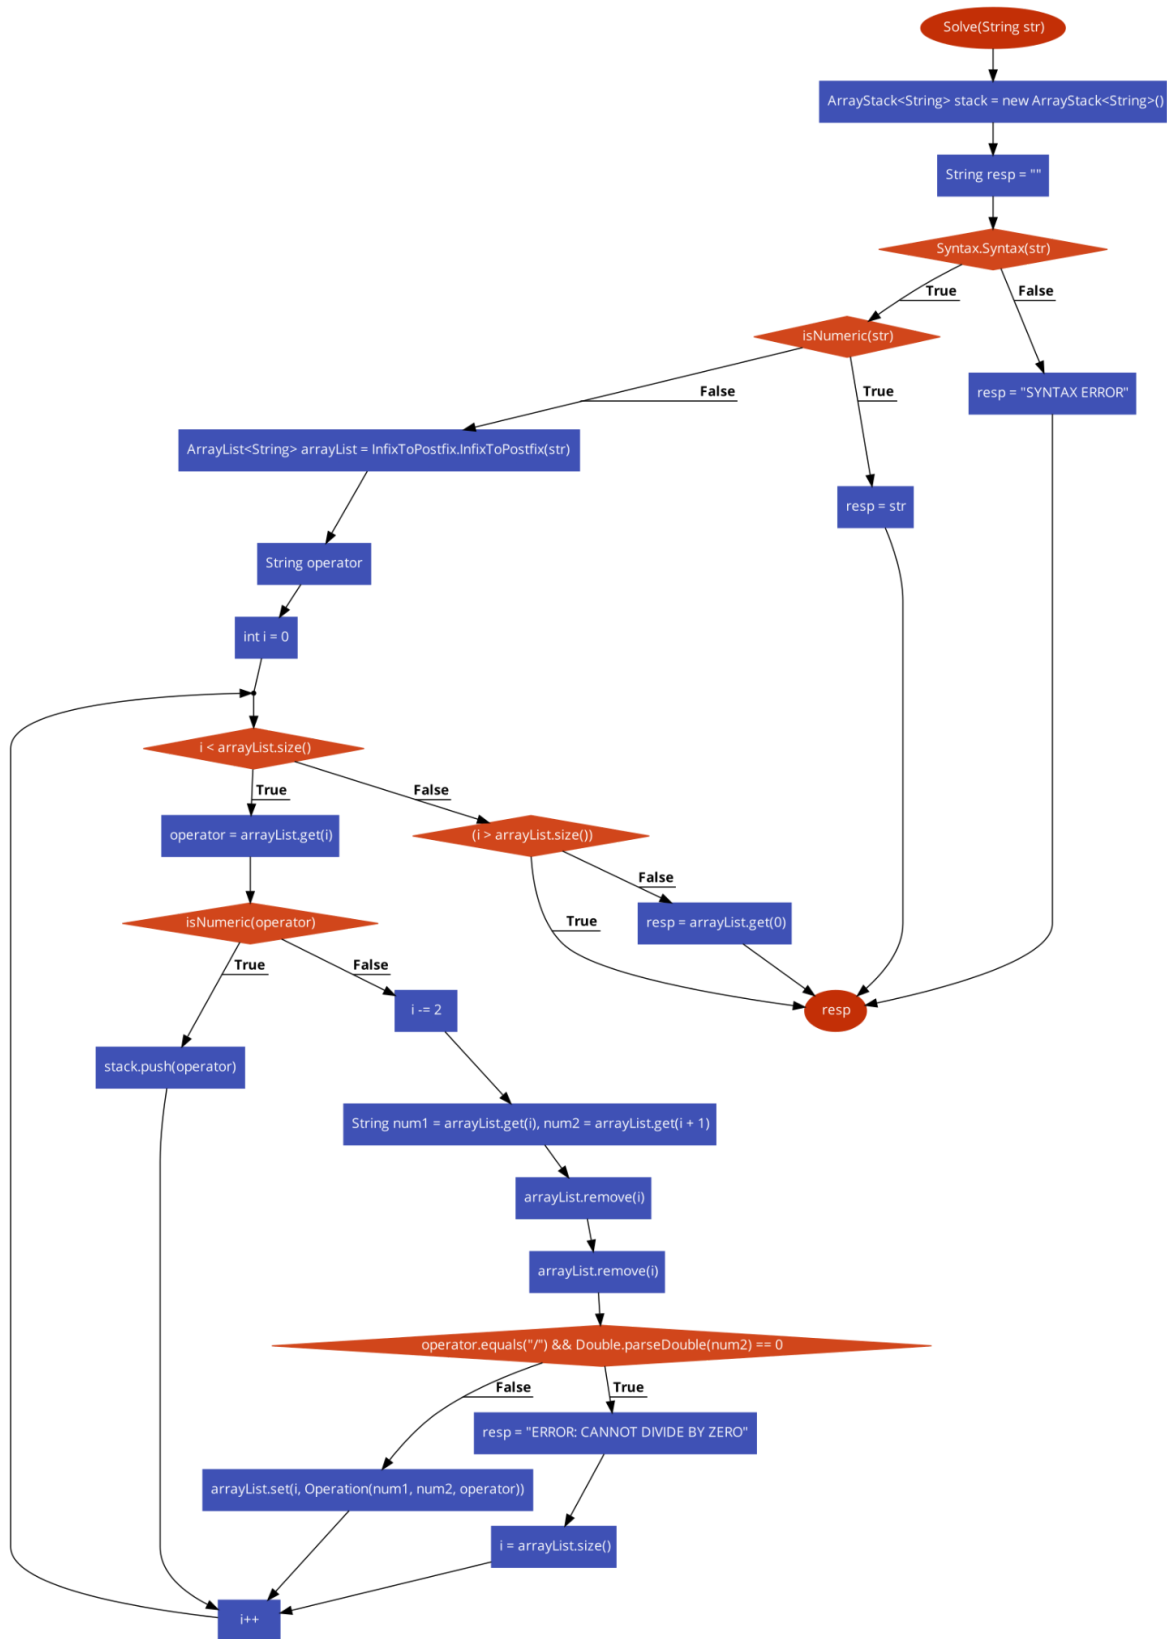 Solve(String str)
ArrayStack<String> stack = new ArrayStack<String>()
String resp = ""
Syntax.Syntax(str)
True
False
isNumeric(str)
False
True
resp = "SYNTAX ERROR"
ArrayList<String> arrayList = InfixToPostfix.InfixToPostfix(str)
resp = str
String operator
int i = 0
i < arrayList.size()
True
False
operator = arrayList.get(i)
(i > arrayList.size())
False
True
resp = arrayList.get(0)
isNumeric(operator)
True
False
i -= 2
resp
stack.push(operator)
String num1 = arrayList.get(i), num2 = arrayList.get(i + 1)
arrayList.remove(i)
arrayList.remove(i)
operator.equals("/") && Double.parseDouble(num2) == 0
False
True
resp = "ERROR: CANNOT DIVIDE BY ZERO"
arrayList.set(i, Operation(num1, num2, operator))
i = arrayList.size()
i++